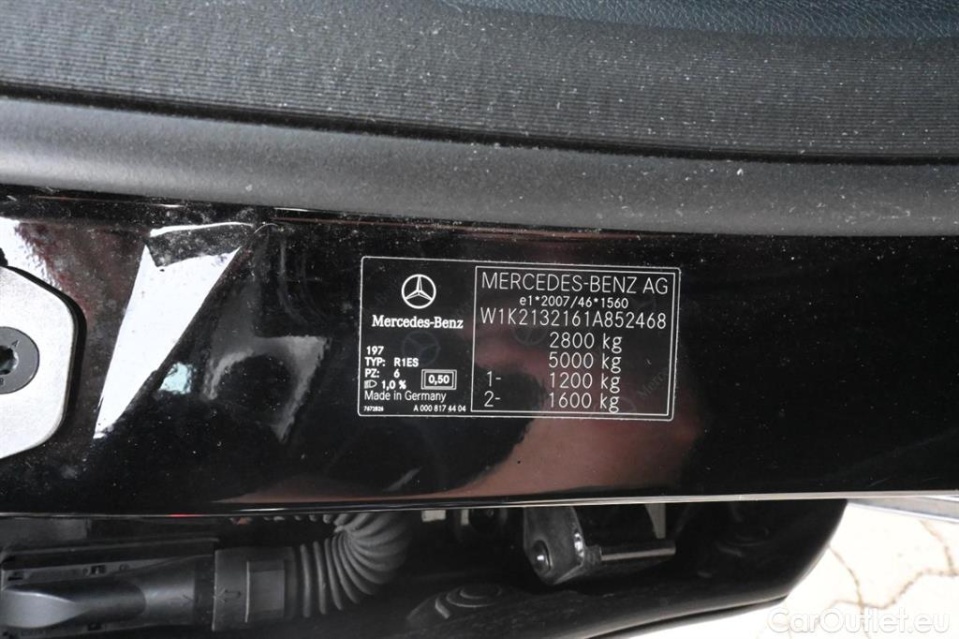 Mercedes-Benz
197
TYP: R1ES
PZ: 6
1,0 % 0,50
Made in Germany
7673826 A 000 817 64 04
MERCEDES-BENZ AG
e1*2007/46*1560
W1K2132161A852468
2800 kg
5000 kg
1- 1200 kg
2- 1600 kg
CarOutlet.eu